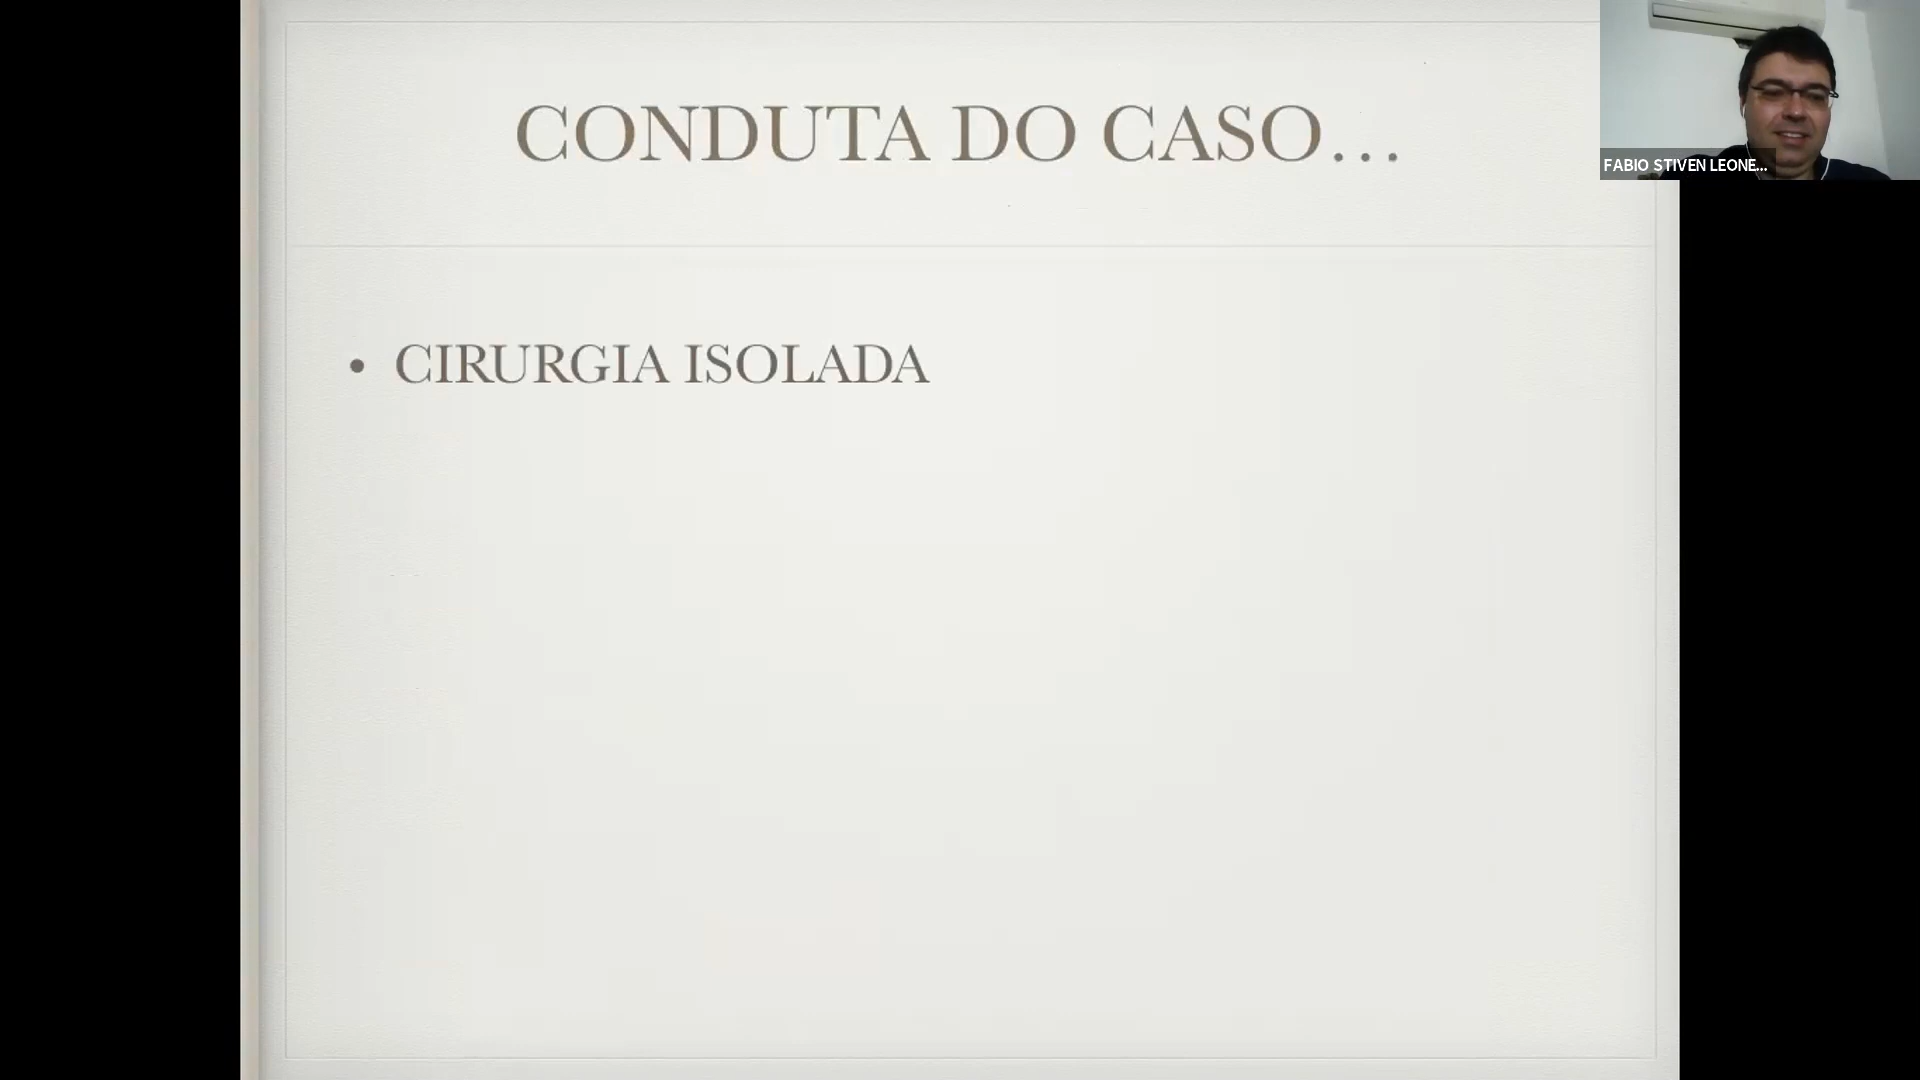 CONDUTA DO CASO…
FABIO STIVEN LEONE...
• CIRURGIA ISOLADA